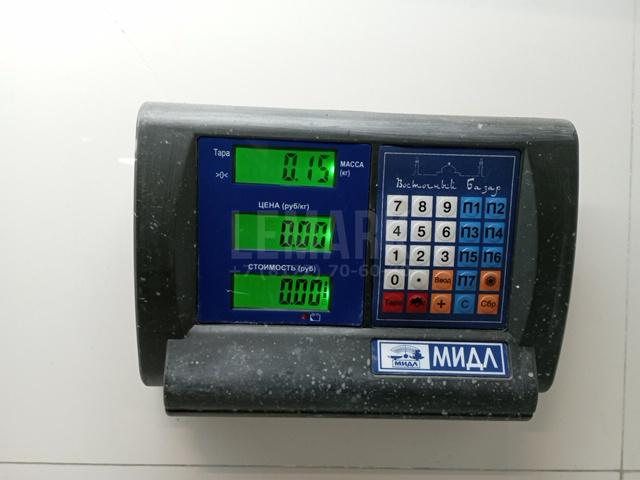 Тара 0.15 МАССА
>0< (кг)
ЦЕНА (руб/кг)
0.00
СТОИМОСТЬ (руб)
0.00
Восточный Базар
7 8 9 П1 П2
4 5 6 П3 П4
1 2 3 П5 П6
0 . Ввод П7
Тара + С Сбр
МИДЛ МИДЛ
LEMARK